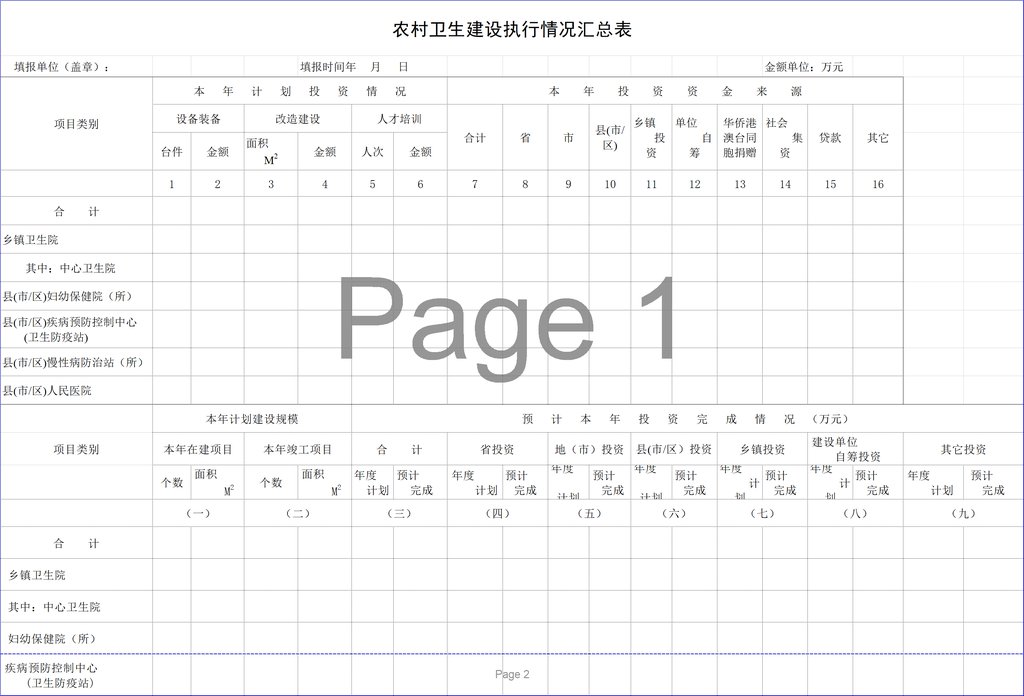 农村卫生建设执行情况汇总表
填报单位（盖章）： 填报时间年 月 日 金额单位：万元
项目类别 本 年 计 划 投 资 情 况 本 年 投 资 资 金 来 源
设备装备 改造建设 人才培训 合计 省 市 县(市/区) 乡镇投资 单位自筹 华侨港澳台同胞捐赠 社会集资 贷款 其它
台件 金额 面积M² 金额 人次 金额
1 2 3 4 5 6 7 8 9 10 11 12 13 14 15 16
合 计
乡镇卫生院
其中：中心卫生院
县(市/区)妇幼保健院（所）
县(市/区)疾病预防控制中心
(卫生防疫站)
县(市/区)慢性病防治站（所）
县(市/区)人民医院
Page 1
项目类别 本年计划建设规模 预 计 本 年 投 资 完 成 情 况 （万元）
本年在建项目 本年竣工项目 合 计 省投资 地（市）投资 县(市/区）投资 乡镇投资 建设单位自筹投资 其它投资
个数 面积M² 个数 面积M² 年度计划 预计完成 年度计划 预计完成 年度计划 预计完成 年度计划 预计完成 年度计划 预计完成 年度计划 预计完成 年度计划 预计完成
（一） （二） （三） （四） （五） （六） （七） （八） （九）
合 计
乡镇卫生院
其中：中心卫生院
妇幼保健院（所）
疾病预防控制中心
（卫生防疫站）
Page 2